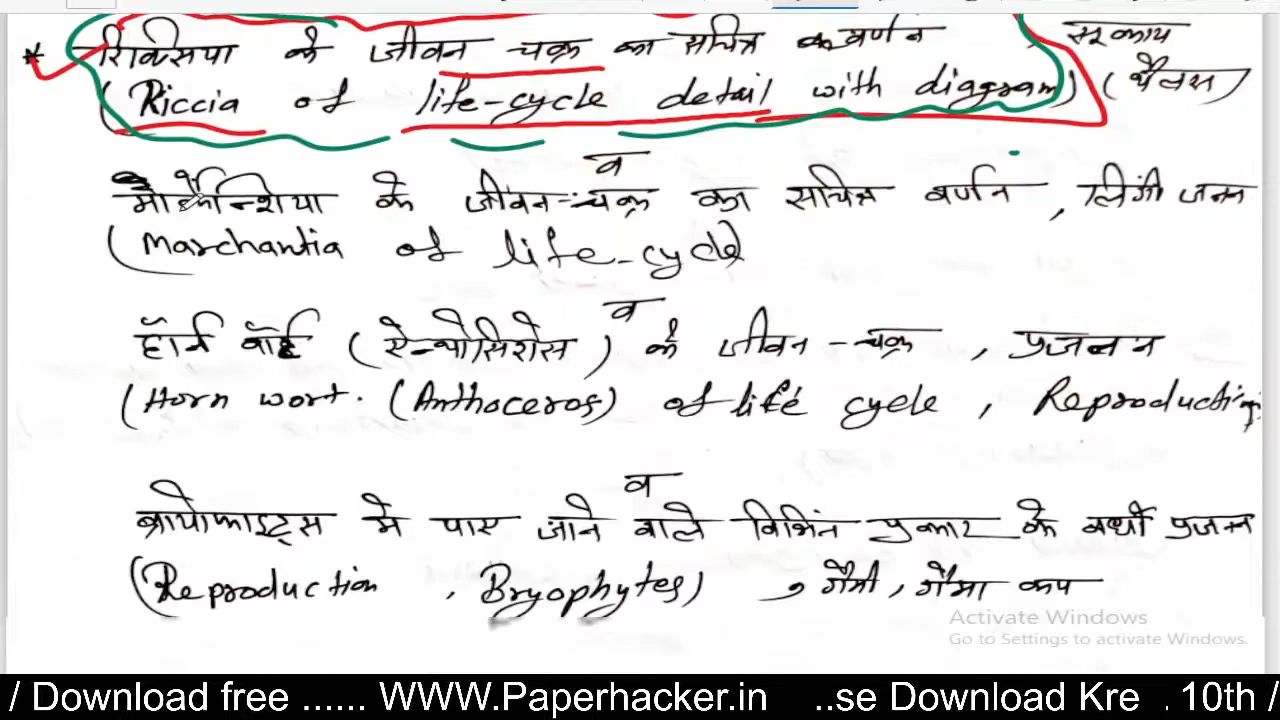 * रिक्सिया के जीवन चक्र का सचित्र वर्णन, सूकाय
(Riccia of life-cycle detail with diagram) (थैलस)
व
मार्केन्शिया के जीवन-चक्र का सचित्र वर्णन, लिंगी जनन
(Marchantia of life-cycle)
व
हॉर्न वॉर्ट (ऐन्थोसिरोस) के जीवन-चक्र, प्रजनन
(Horn wort. (Anthoceros) of life cycle, Reproduction
व
ब्रायोफाइट्स मे पाए जाने वाले विभिन प्रकार के वर्धी प्रजनन
(Reproduction, Bryophytes), गैमी, गैमा कप
Activate Windows
Go to Settings to activate Windows.
/ Download free ...... WWW.Paperhacker.in ..se Download Kre . 10th /